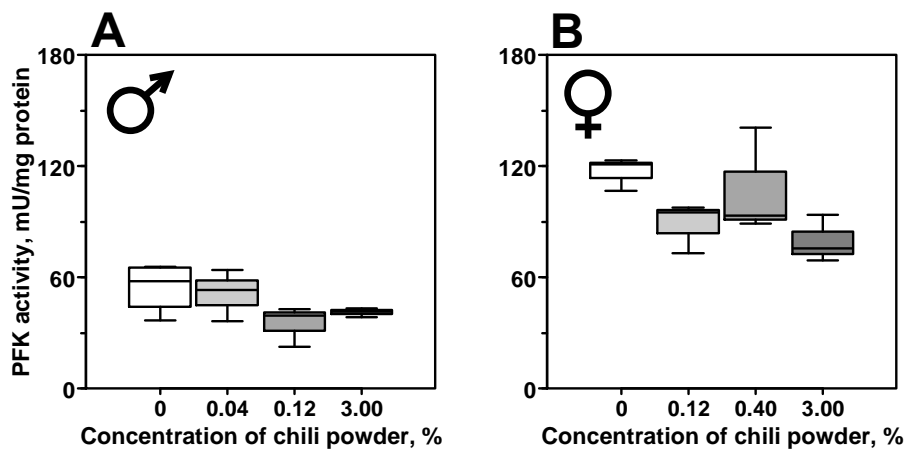 A
B
PFK activity, mU/mg protein
180
120
60
0
0 0.04 0.12 3.00
Concentration of chili powder, %
180
120
60
0
0 0.12 0.40 3.00
Concentration of chili powder, %